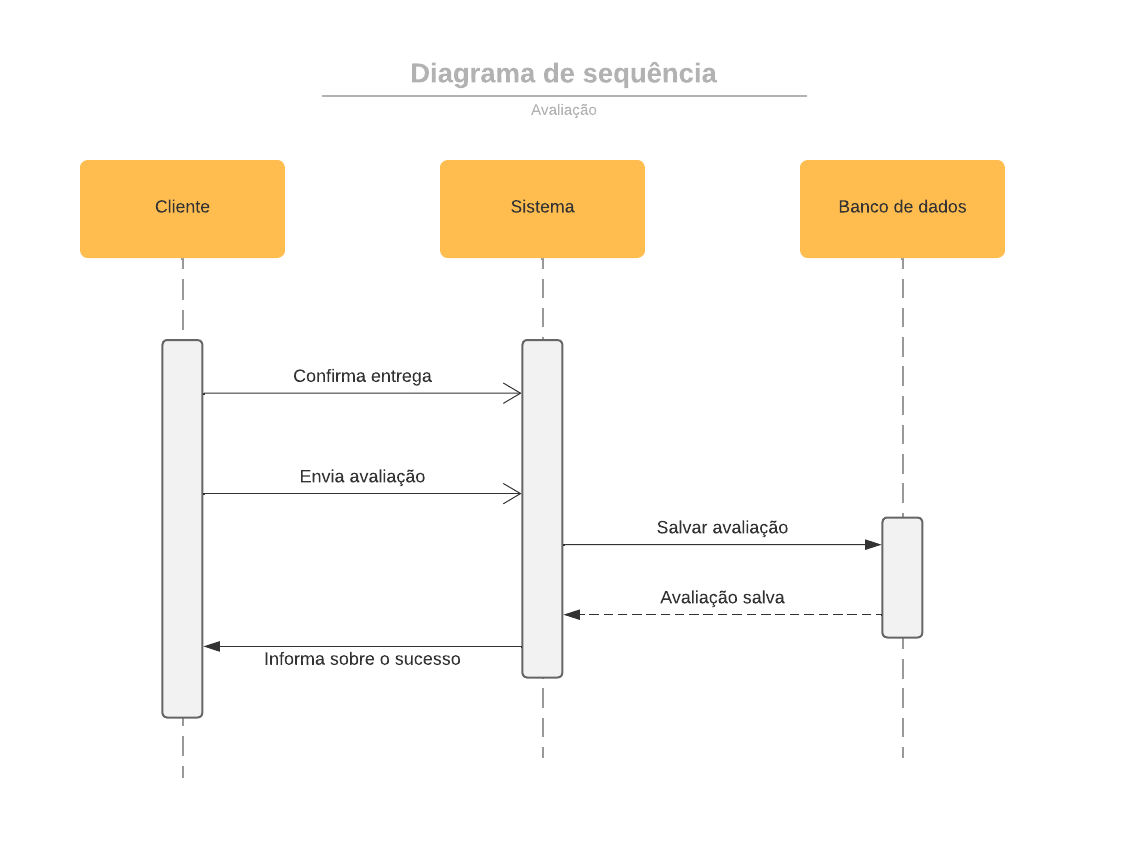 Diagrama de sequência
Avaliação
Cliente
Sistema
Banco de dados
Confirma entrega
Envia avaliação
Salvar avaliação
Avaliação salva
Informa sobre o sucesso